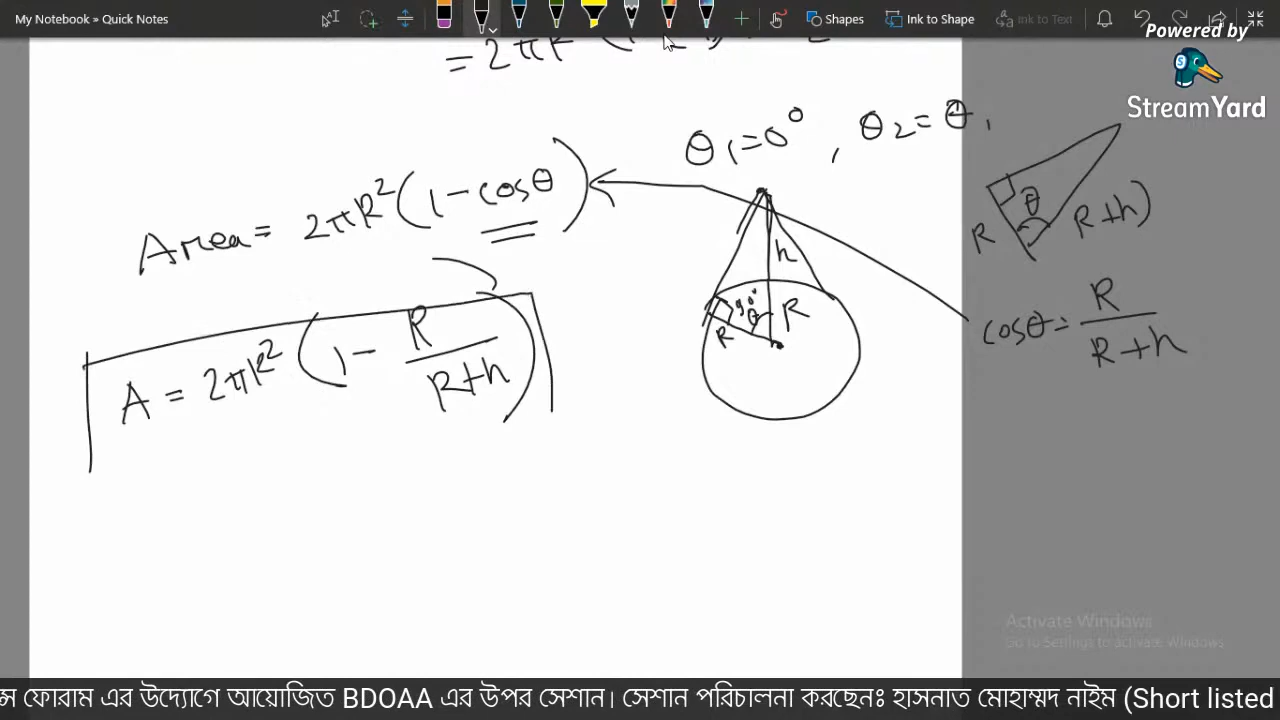 My Notebook » Quick Notes
Shapes
Ink to Shape
Ink to Text
Powered by
StreamYard
= 2πR
θ₁=0°, θ₂=θ,
Area = 2πR²(1-cosθ)
h
90°
θ
R
R
R
θ
R+h)
cosθ = R/(R+h)
A = 2πR²(1 - R/(R+h))
Activate Windows
Go to Settings to activate Windows.
ন্স ফোরাম এর উদ্যোগে আয়োজিত BDOAA এর উপর সেশান। সেশান পরিচালনা করছেনঃ হাসনাত মোহাম্মদ নাইম (Short listed